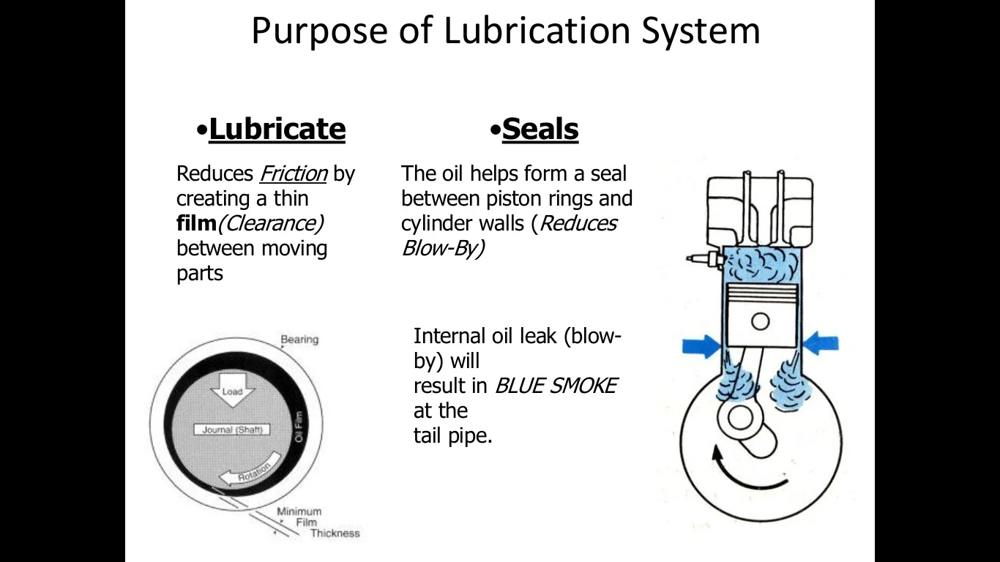 Purpose of Lubrication System
•Lubricate
Reduces Friction by
creating a thin
film(Clearance)
between moving
parts
•Seals
The oil helps form a seal
between piston rings and
cylinder walls (Reduces
Blow-By)
Internal oil leak (blow-
by) will
result in BLUE SMOKE
at the
tail pipe.
Bearing
Load
Journal (Shaft)
Oil Film
Rotation
Minimum
Film
Thickness